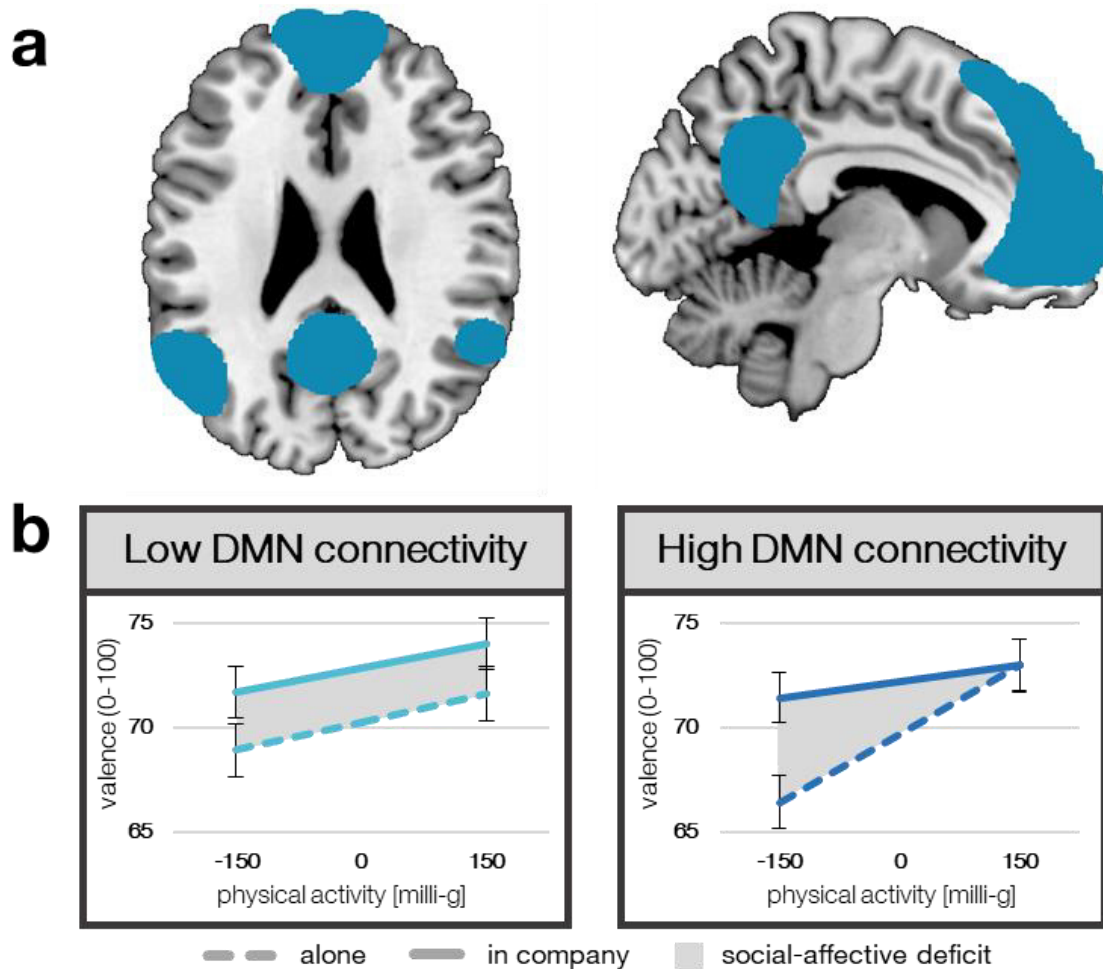 a
b
Low DMN connectivity
75
70
65
valence (0-100)
-150 0 150
physical activity [milli-g]
High DMN connectivity
75
70
65
valence (0-100)
-150 0 150
physical activity [milli-g]
alone in company social-affective deficit